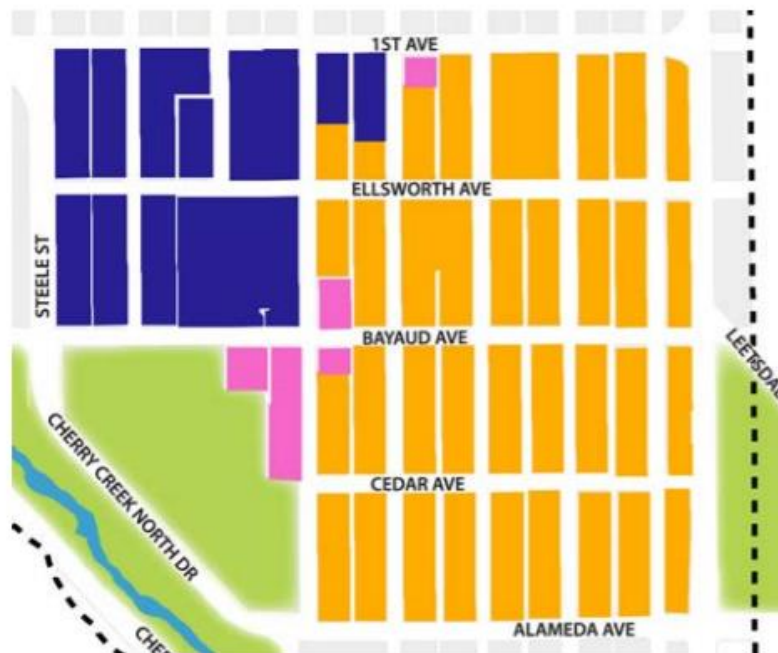 1ST AVE
ELLSWORTH AVE
STEELE ST
BAYAUD AVE
CHERRY CREEK NORTH DR
CEDAR AVE
ALAMEDA AVE